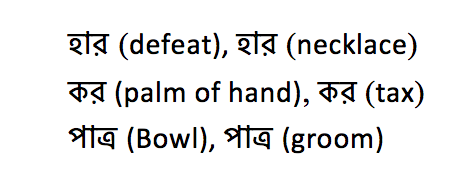 হার (defeat), হার (necklace)
কর (palm of hand), কর (tax)
পাত্র (Bowl), পাত্র (groom)